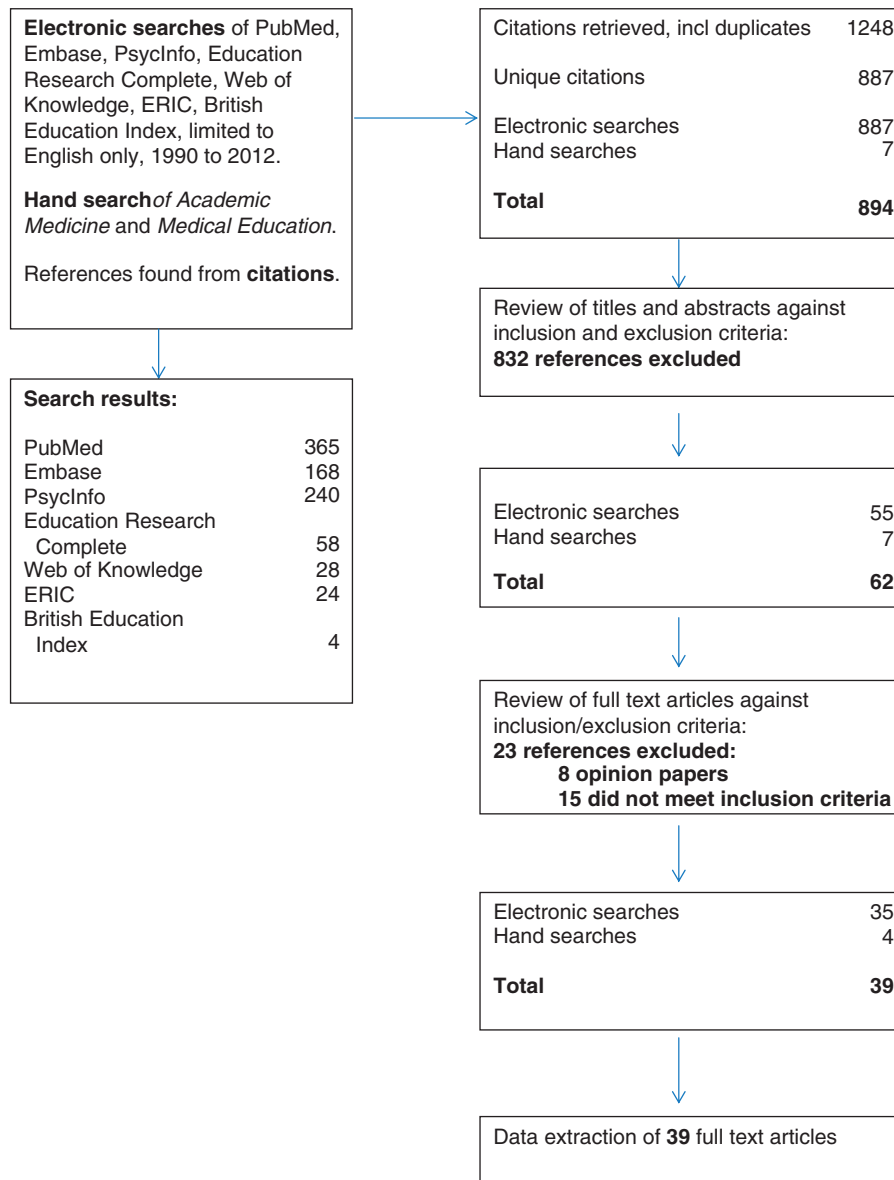 Electronic searches of PubMed,
Embase, PsycInfo, Education
Research Complete, Web of
Knowledge, ERIC, British
Education Index, limited to
English only, 1990 to 2012.
Hand searchof Academic
Medicine and Medical Education.
References found from citations.
Search results:
PubMed 365
Embase 168
PsycInfo 240
Education Research
Complete 58
Web of Knowledge 28
ERIC 24
British Education
Index 4
Citations retrieved, incl duplicates 1248
Unique citations 887
Electronic searches 887
Hand searches 7
Total 894
Review of titles and abstracts against
inclusion and exclusion criteria:
832 references excluded
Electronic searches 55
Hand searches 7
Total 62
Review of full text articles against
inclusion/exclusion criteria:
23 references excluded:
8 opinion papers
15 did not meet inclusion criteria
Electronic searches 35
Hand searches 4
Total 39
Data extraction of 39 full text articles